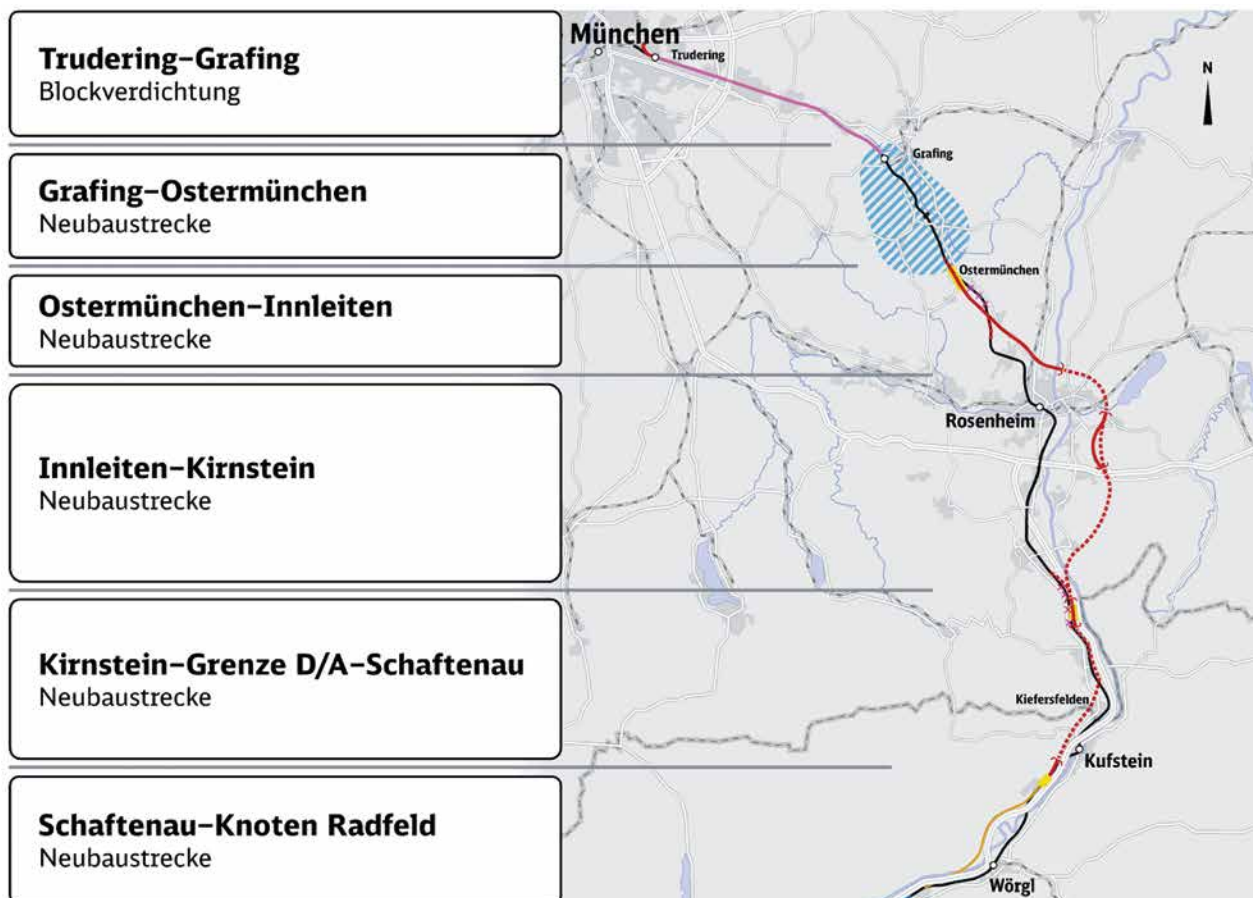 Trudering–Grafing
Blockverdichtung
Grafing–Ostermünchen
Neubaustrecke
Ostermünchen–Innleiten
Neubaustrecke
Innleiten–Kirnstein
Neubaustrecke
Kirnstein–Grenze D/A–Schaftenau
Neubaustrecke
Schaftenau–Knoten Radfeld
Neubaustrecke
München
Trudering
N
Grafing
Ostermünchen
Rosenheim
Kiefersfelden
Kufstein
Wörgl